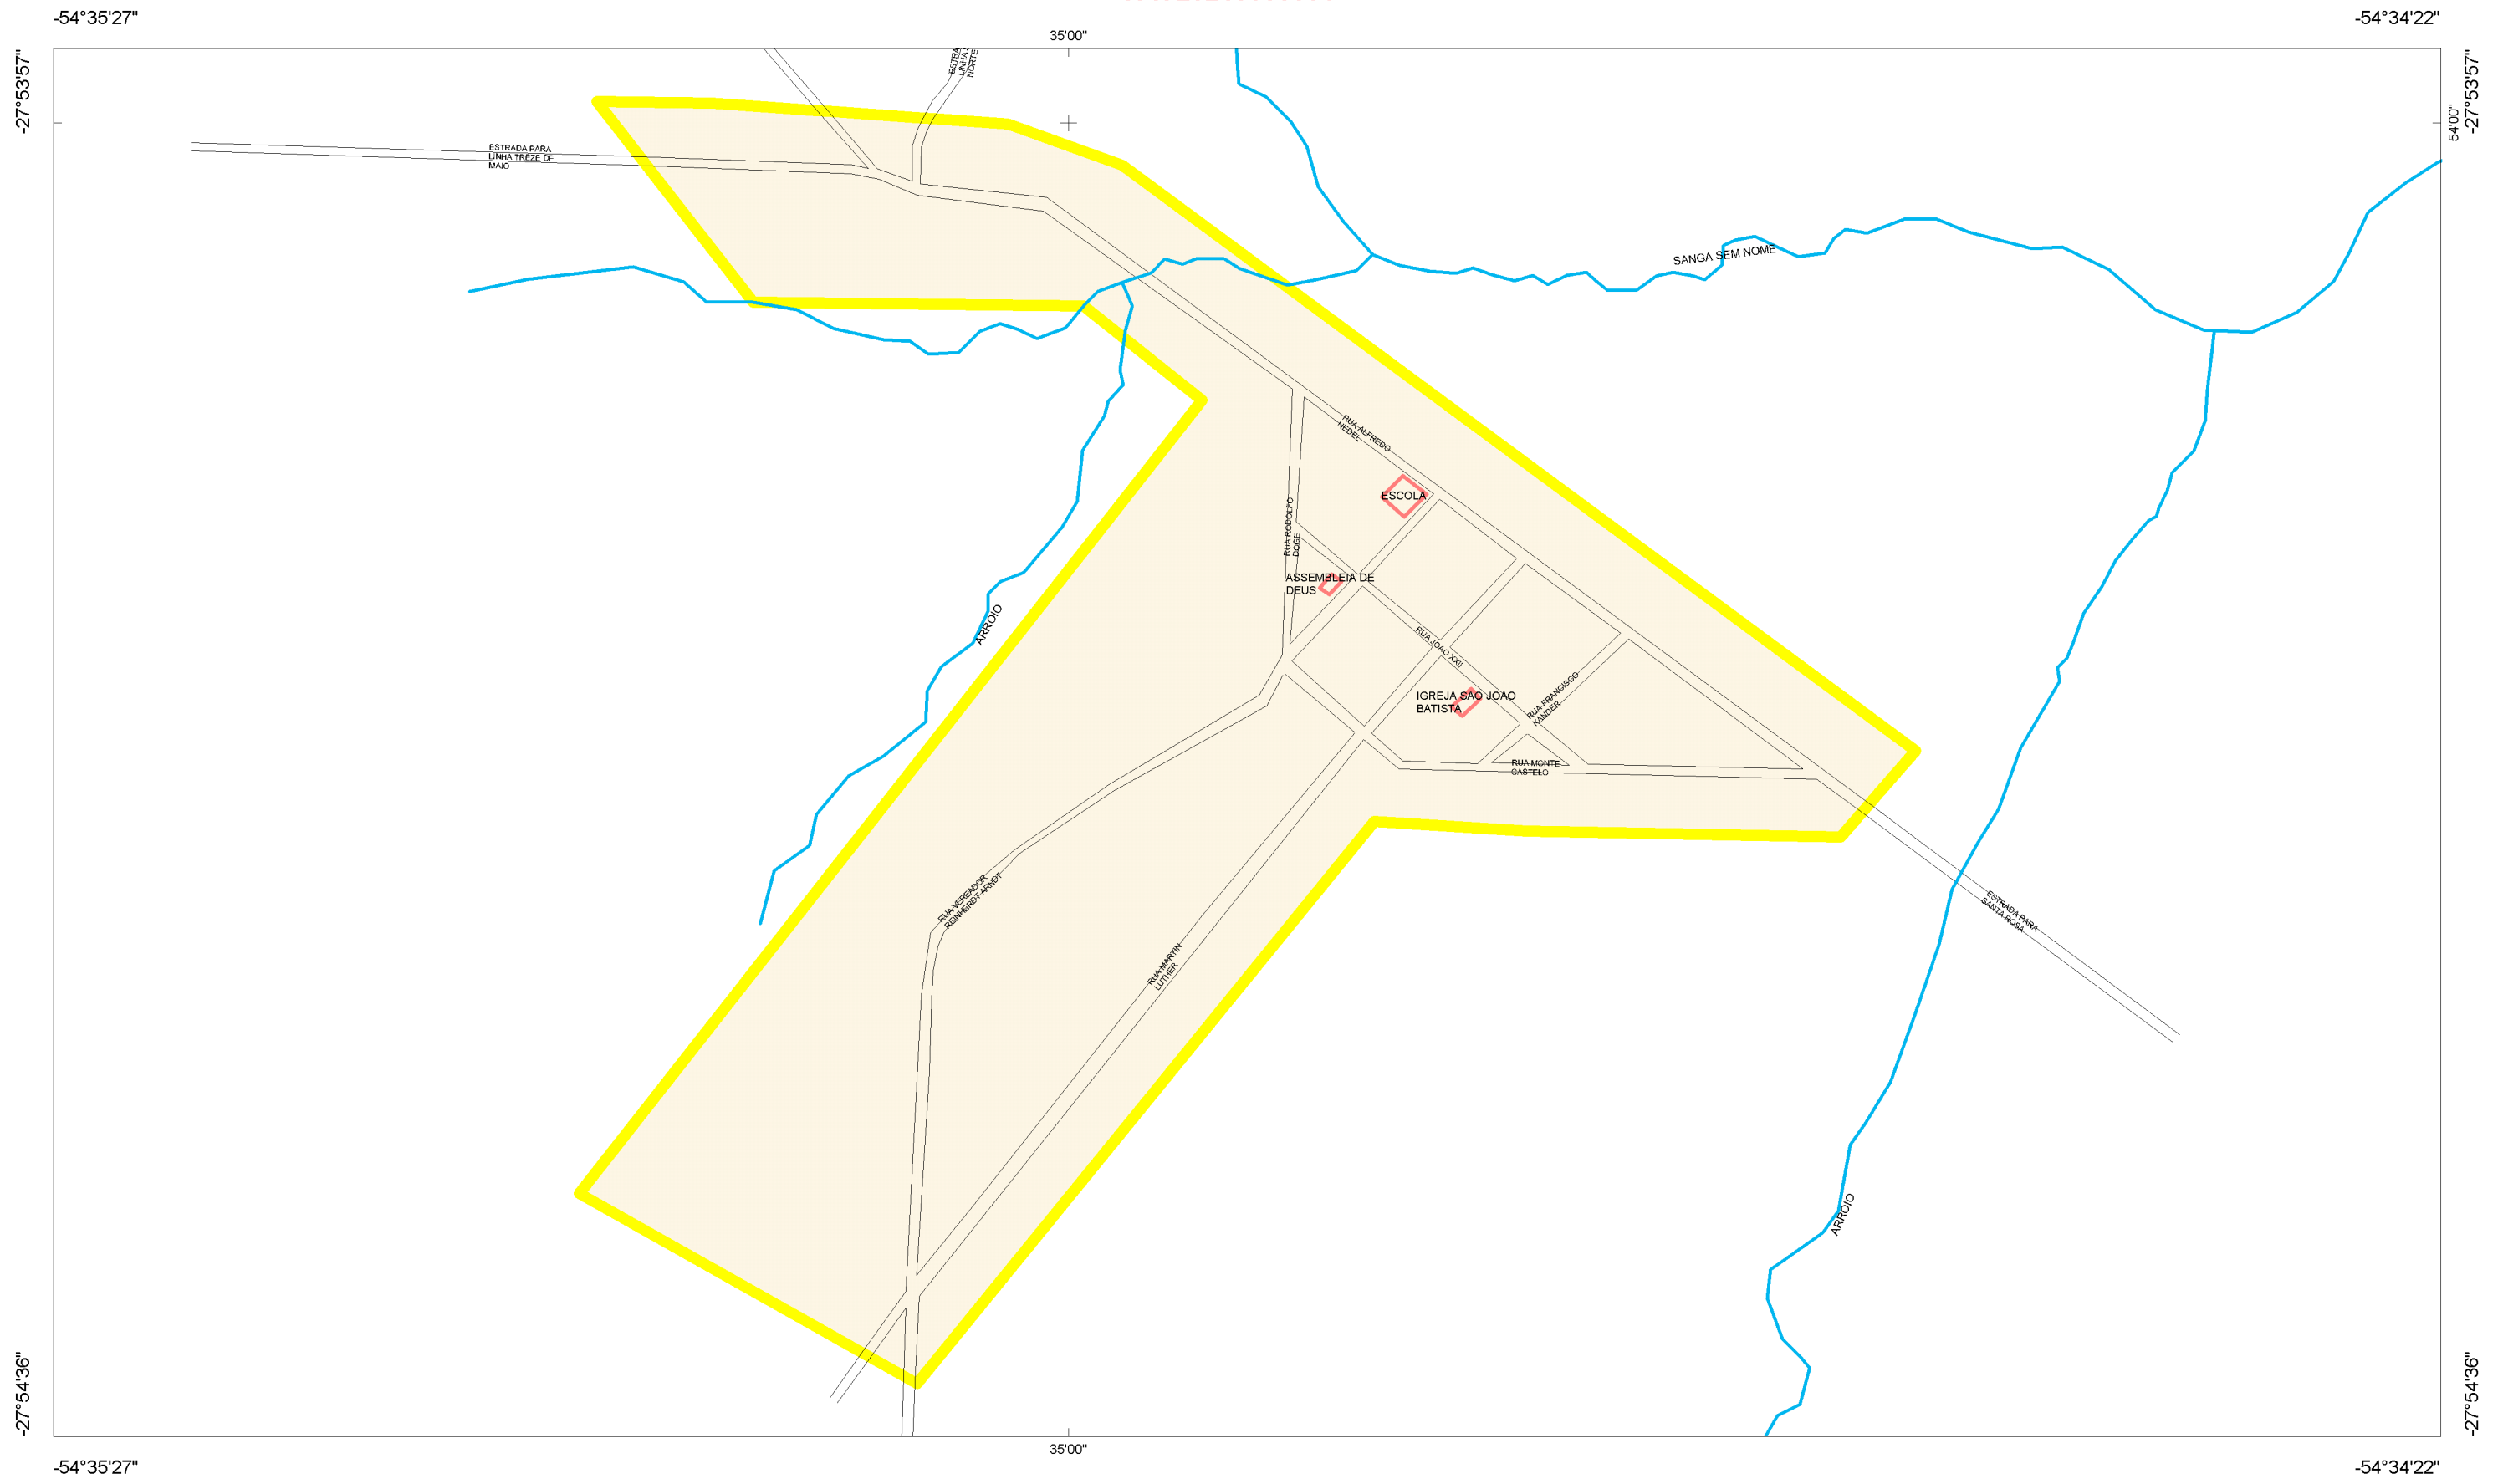 -54°35'27"
-54°34'22"
35'00"
-27°53'57"
-27°53'57"
54'00"
ESTRADA PARA
LINHA TREZE DE
MAIO
NORTE
SANGA SEM NOME
RUA ALFREDO
NEDEL
ESCOLA
RUA RODOLFO
DOGE
ASSEMBLEIA DE
DEUS
ARROIO
RUA JOAO XXII
IGREJA SAO JOAO
BATISTA
RUA FRANCISCO
KANDER
RUA MONTE
CASTELO
RUA VEREADOR
REINHERDT ARNDT
RUA MARTIN
LUTHER
ESTRADA PARA
SANTA ROSA
ARROIO
-27°54'36"
-27°54'36"
35'00"
-54°35'27"
-54°34'22"